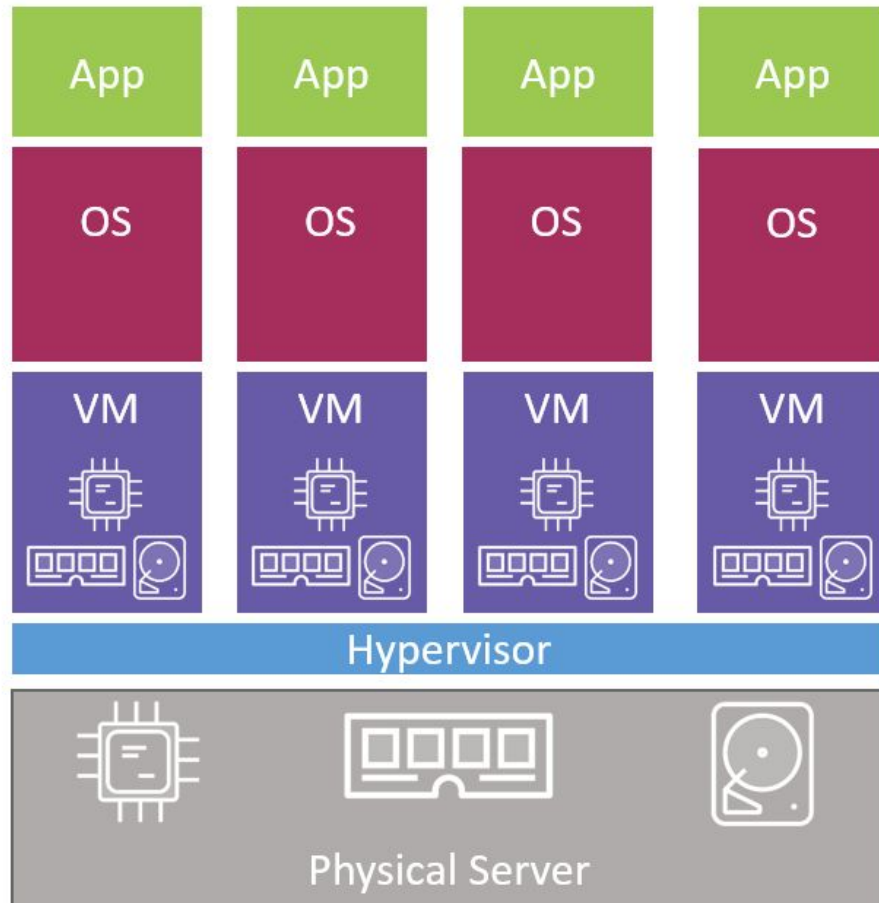 App App App App
OS OS OS OS
VM VM VM VM
Hypervisor
Physical Server